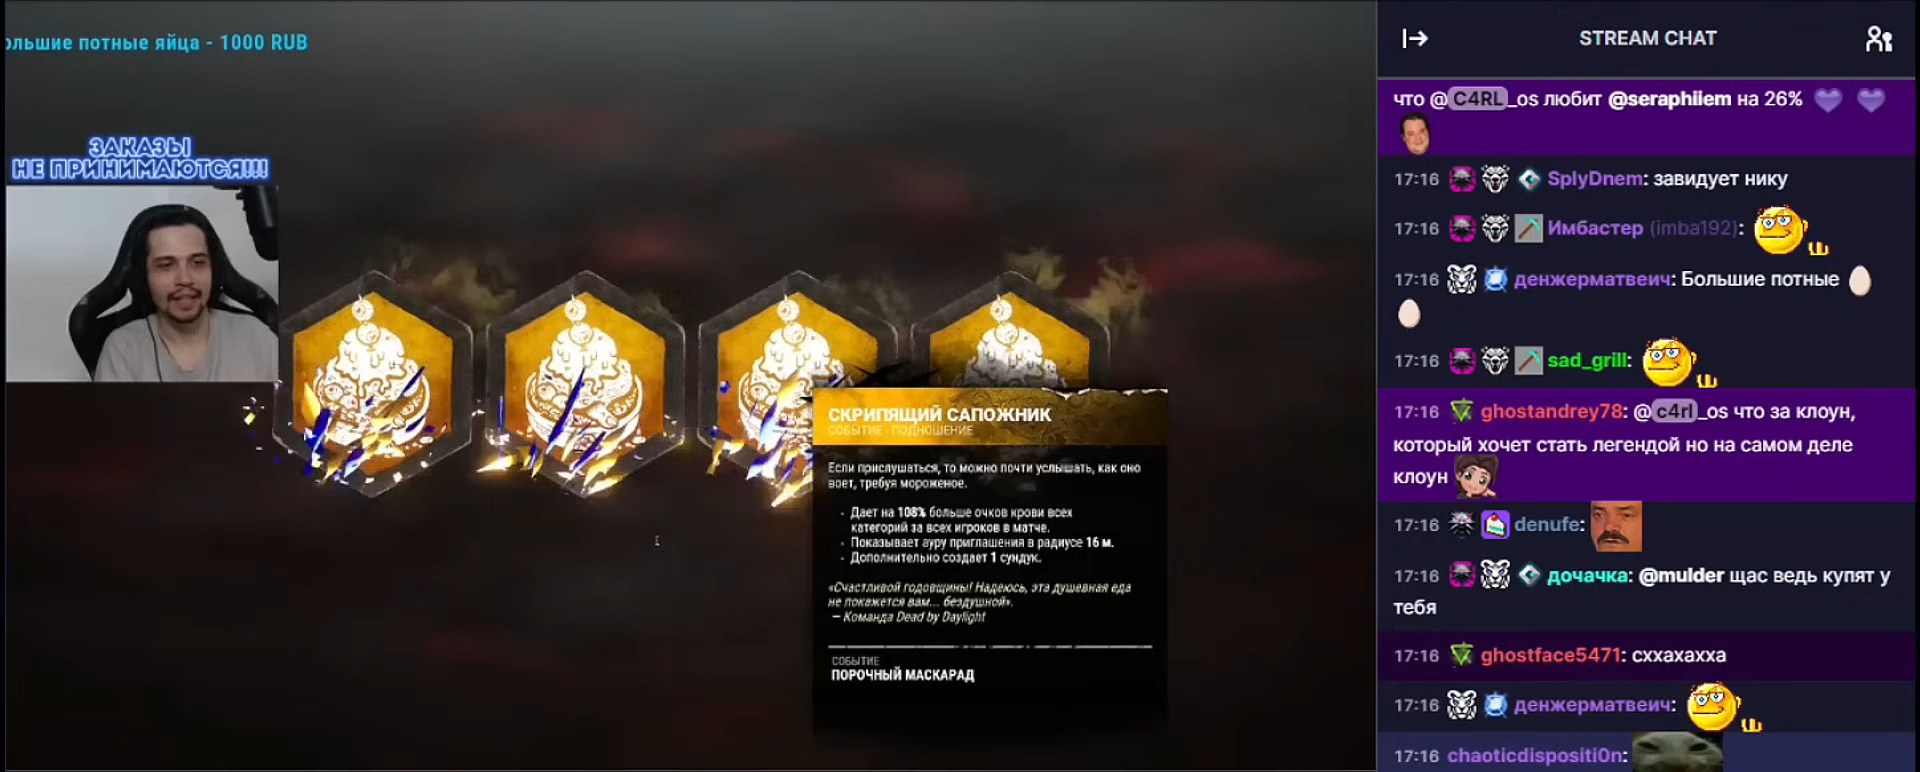 ольшие потные яйца - 1000 RUB
ЗАКАЗЫ
НЕ ПРИНИМАЮТСЯ!!!!
СКРИПЯЩИЙ САПОЖНИК
СОБЫТИЕ - ПОДНОШЕНИЕ
Если прислушаться, то можно почти услышать, как оно
воет, требуя мороженое.
- Дает на 108% больше очков крови всех
категорий за всех игроков в матче.
- Показывает ауру приглашения в радиусе 16 м.
- Дополнительно создает 1 сундук.
«Счастливой годовщины! Надеюсь, эта душевная еда
не покажется вам... бездушной».
— Команда Dead by Daylight
СОБЫТИЕ
ПОРОЧНЫЙ МАСКАРАД
STREAM CHAT
что @C4RL_os любит @seraphiiem на 26%
17:16 SplyDnem: завидует нику
17:16 Имбастер (imba192):
17:16 денжерматвеич: Большие потные
17:16 sad_grill:
17:16 ghostandrey78: @c4rl_os что за клоун,
который хочет стать легендой но на самом деле
клоун
17:16 denufe:
17:16 дочачка: @mulder щас ведь купят у
тебя
17:16 ghostface5471: сххахахха
17:16 денжерматвеич:
17:16 chaoticdispositi0n: